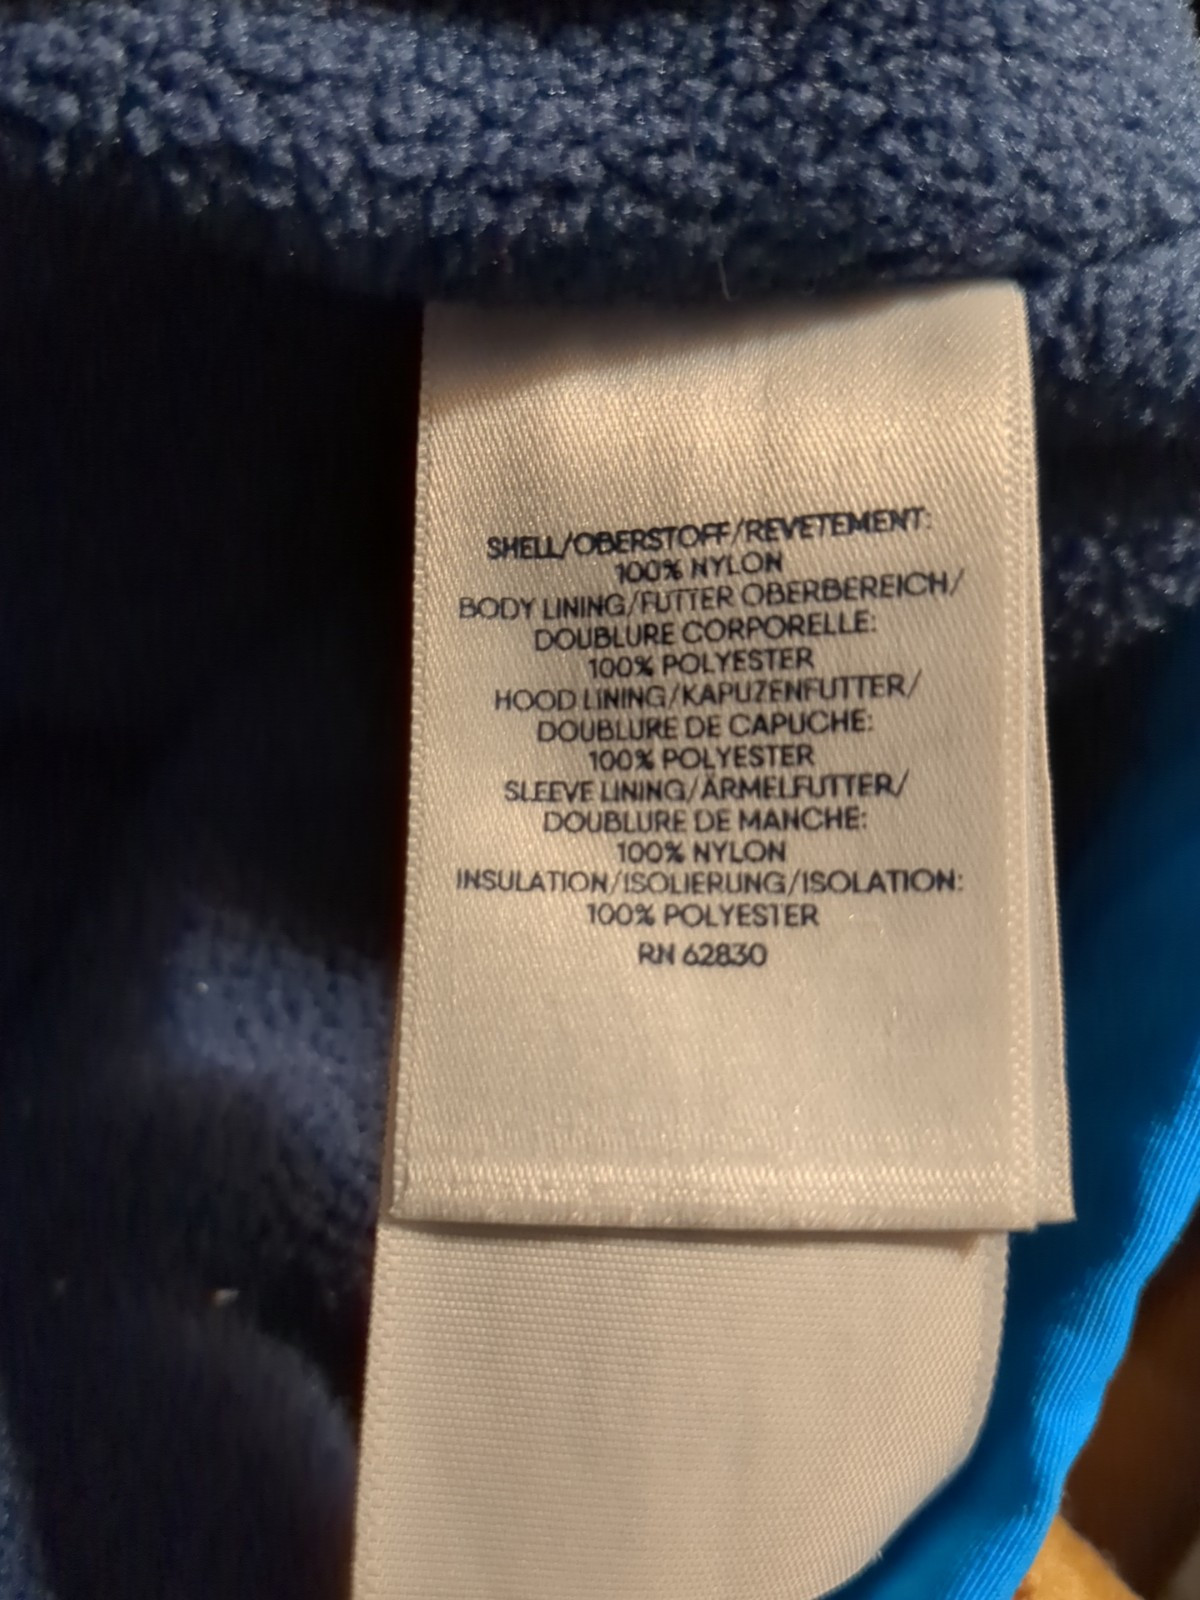 SHELL/OBERSTOFF/REVETEMENT:
100% NYLON
BODY LINING/FUTTER OBERBEREICH/
DOUBLURE CORPORELLE:
100% POLYESTER
HOOD LINING/KAPUZENFUTTER/
DOUBLURE DE CAPUCHE:
100% POLYESTER
SLEEVE LINING/ÄRMELFUTTER/
DOUBLURE DE MANCHE:
100% NYLON
INSULATION/ISOLIERUNG/ISOLATION:
100% POLYESTER
RN 62830